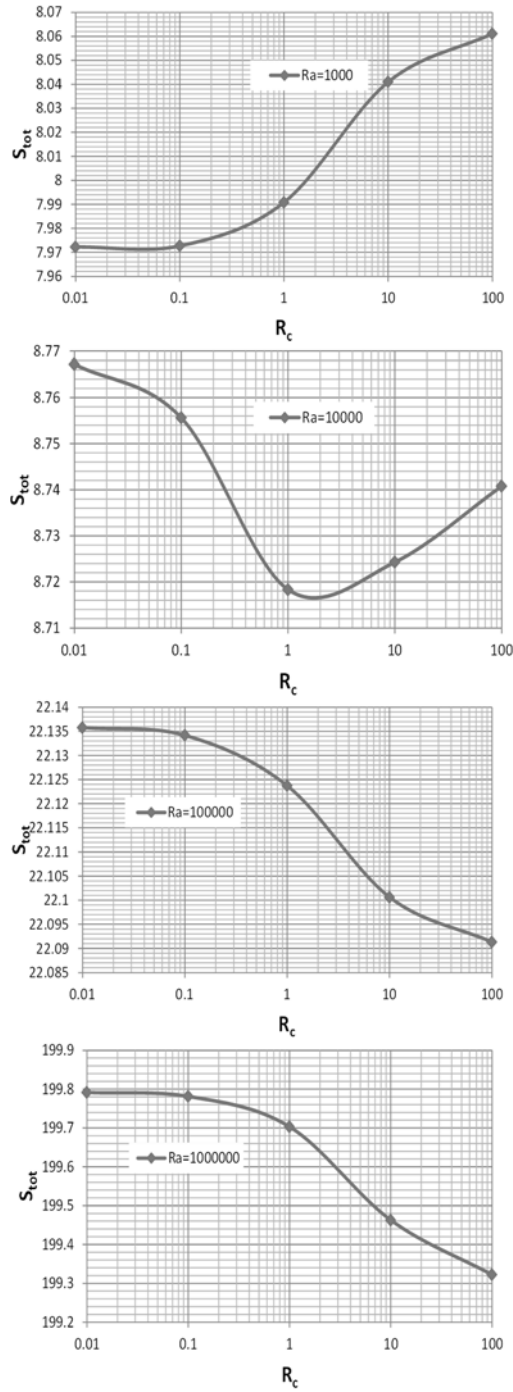 8.07
8.06
8.05
8.04
8.03
8.02
8.01
8
7.99
7.98
7.97
7.96
Stot
Ra=1000
0.01 0.1 1 10 100
Rc
8.77
8.76
8.75
8.74
8.73
8.72
8.71
Stot
Ra=10000
0.01 0.1 1 10 100
Rc
22.14
22.135
22.13
22.125
22.12
22.115
22.11
22.105
22.1
22.095
22.09
22.085
Stot
Ra=100000
0.01 0.1 1 10 100
Rc
199.9
199.8
199.7
199.6
199.5
199.4
199.3
199.2
Stot
Ra=1000000
0.01 0.1 1 10 100
Rc